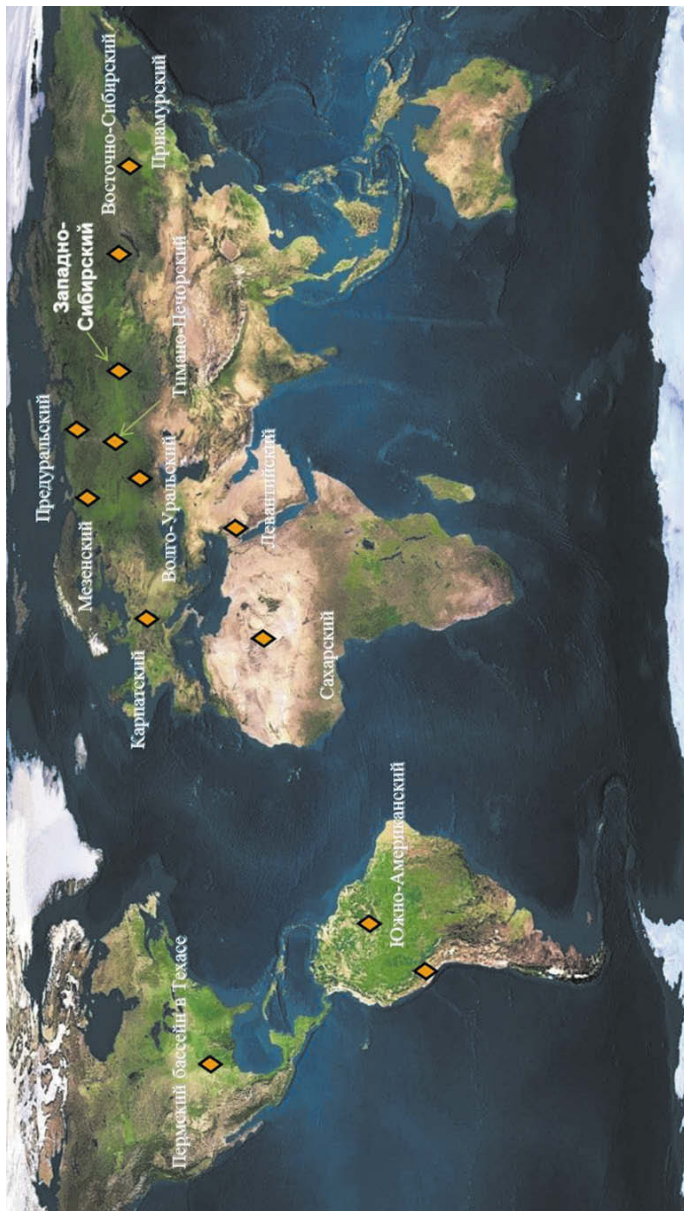 Пермский бассейн в Техасе
Южно-Американский
Карпатский
Сахарский
Мезенский
Предуральский
Волго-Уральский
Левантийский
Тимано-Печорский
Западно-
Сибирский
Восточно-Сибирский
Приамурский